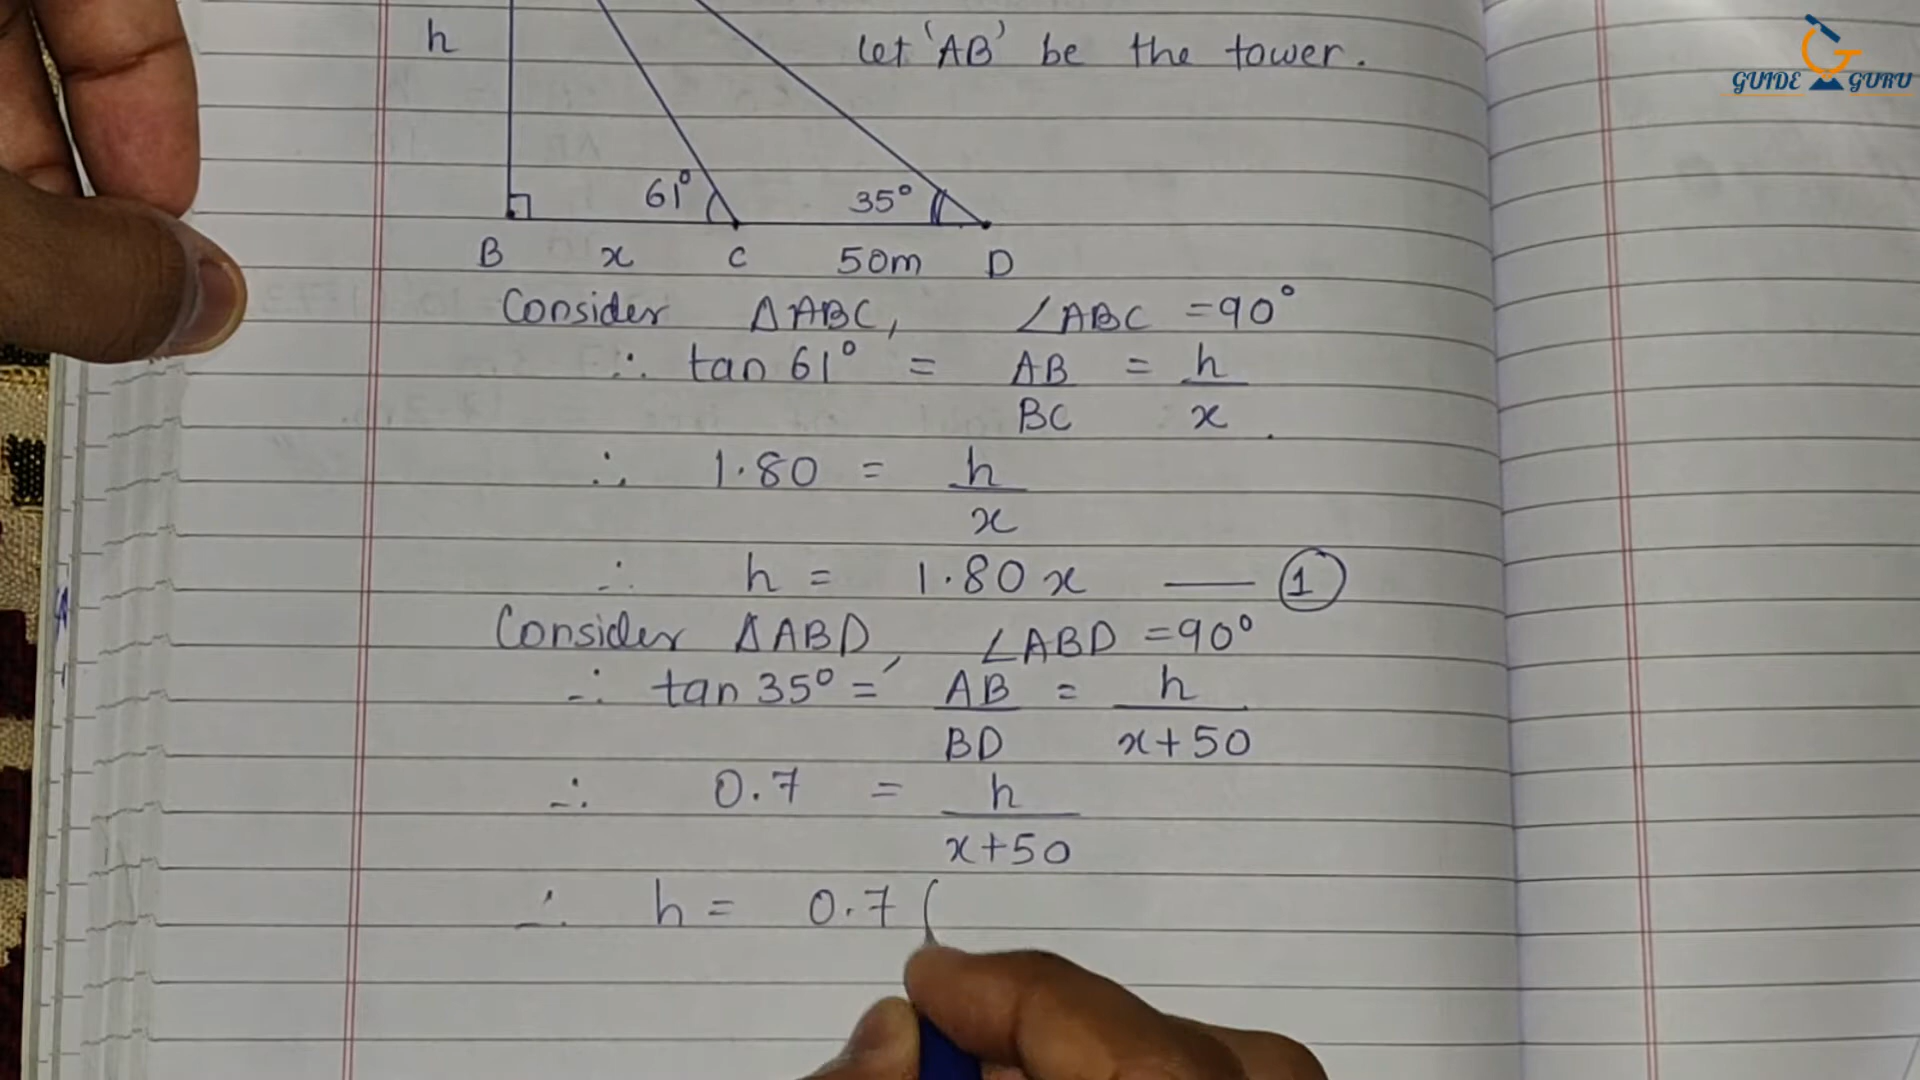 h
Let 'AB' be the tower.
GUIDE GURU
61° 35°
B x C 50m D
Consider ΔABC, ∠ABC = 90°
∴ tan 61° = AB/BC = h/x
∴ 1.80 = h/x
∴ h = 1.80 x —— ①
Consider ΔABD, ∠ABD = 90°
∴ tan 35° = AB/BD = h/x+50
∴ 0.7 = h/x+50
∴ h = 0.7 (